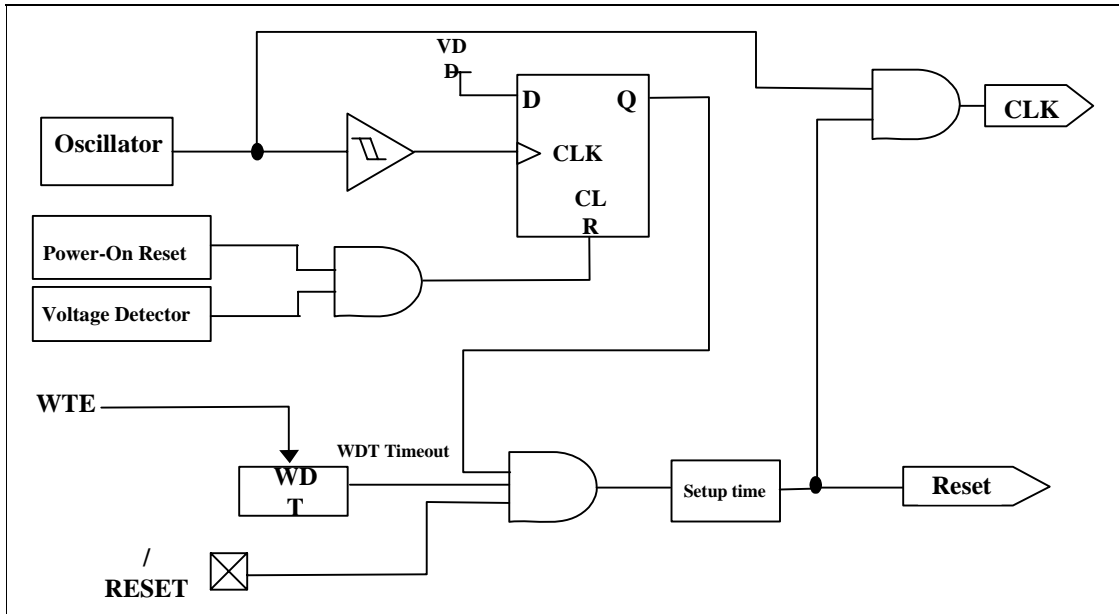 VD
D
D
Q
Oscillator
CLK
CLK
CL
R
Power-On Reset
Voltage Detector
WTE
WDT Timeout
WD
T
Setup time
Reset
/
RESET